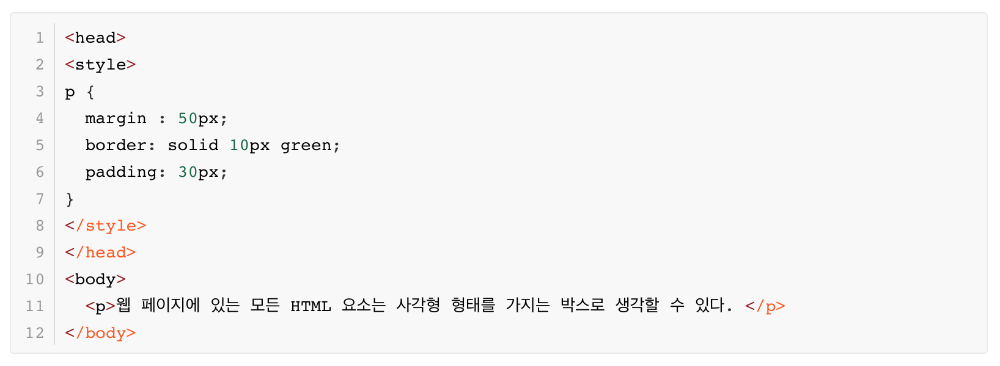 1 <head>
2 <style>
3 p {
4   margin : 50px;
5   border: solid 10px green;
6   padding: 30px;
7 }
8 </style>
9 </head>
10 <body>
11   <p>웹 페이지에 있는 모든 HTML 요소는 사각형 형태를 가지는 박스로 생각할 수 있다. </p>
12 </body>